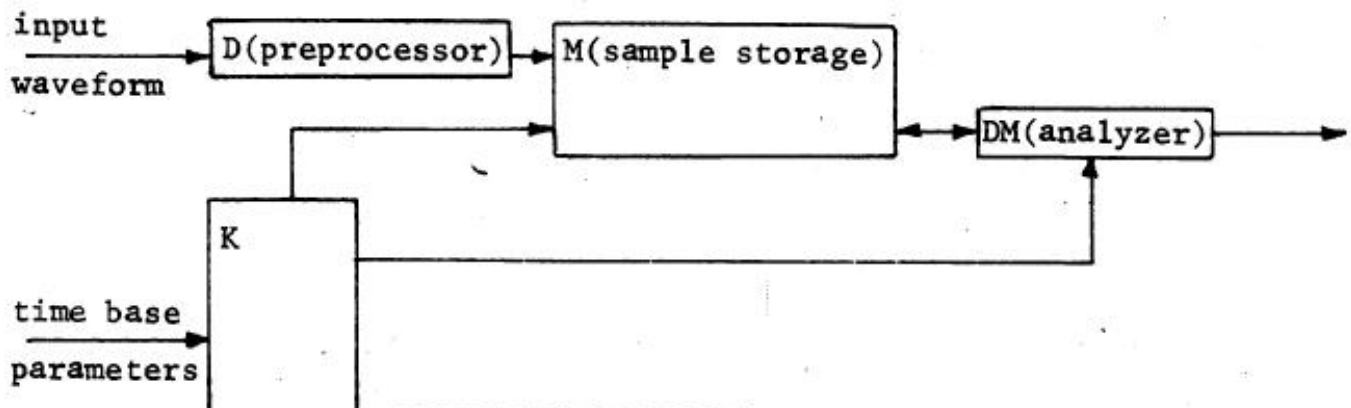 input
waveform
D(preprocessor)
M(sample storage)
DM(analyzer)
K
time base
parameters